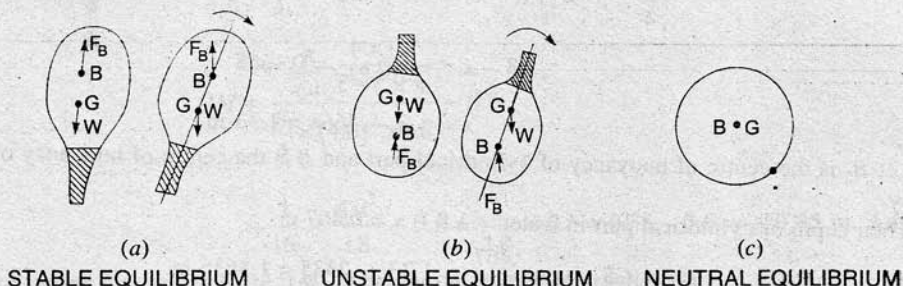 F_B
B
G
W
F_B
B
G
W
G
W
B
F_B
G
W
B
F_B
B G
(a) (b) (c)
STABLE EQUILIBRIUM UNSTABLE EQUILIBRIUM NEUTRAL EQUILIBRIUM